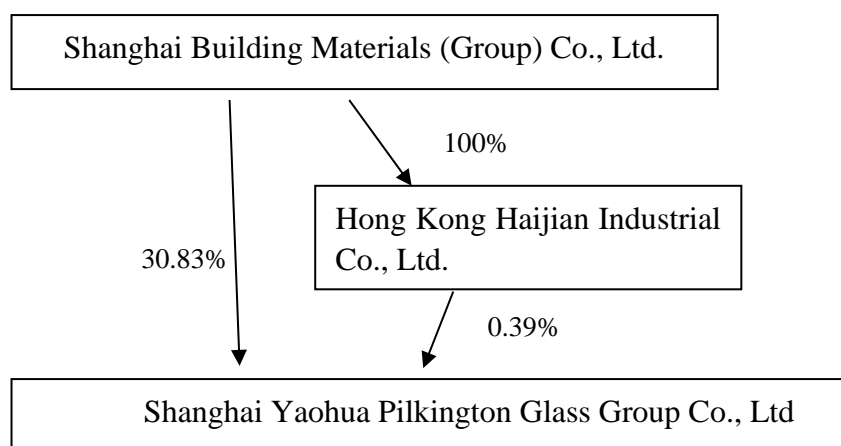 Shanghai Building Materials (Group) Co., Ltd.
100%
Hong Kong Haijian Industrial
Co., Ltd.
30.83%
0.39%
Shanghai Yaohua Pilkington Glass Group Co., Ltd